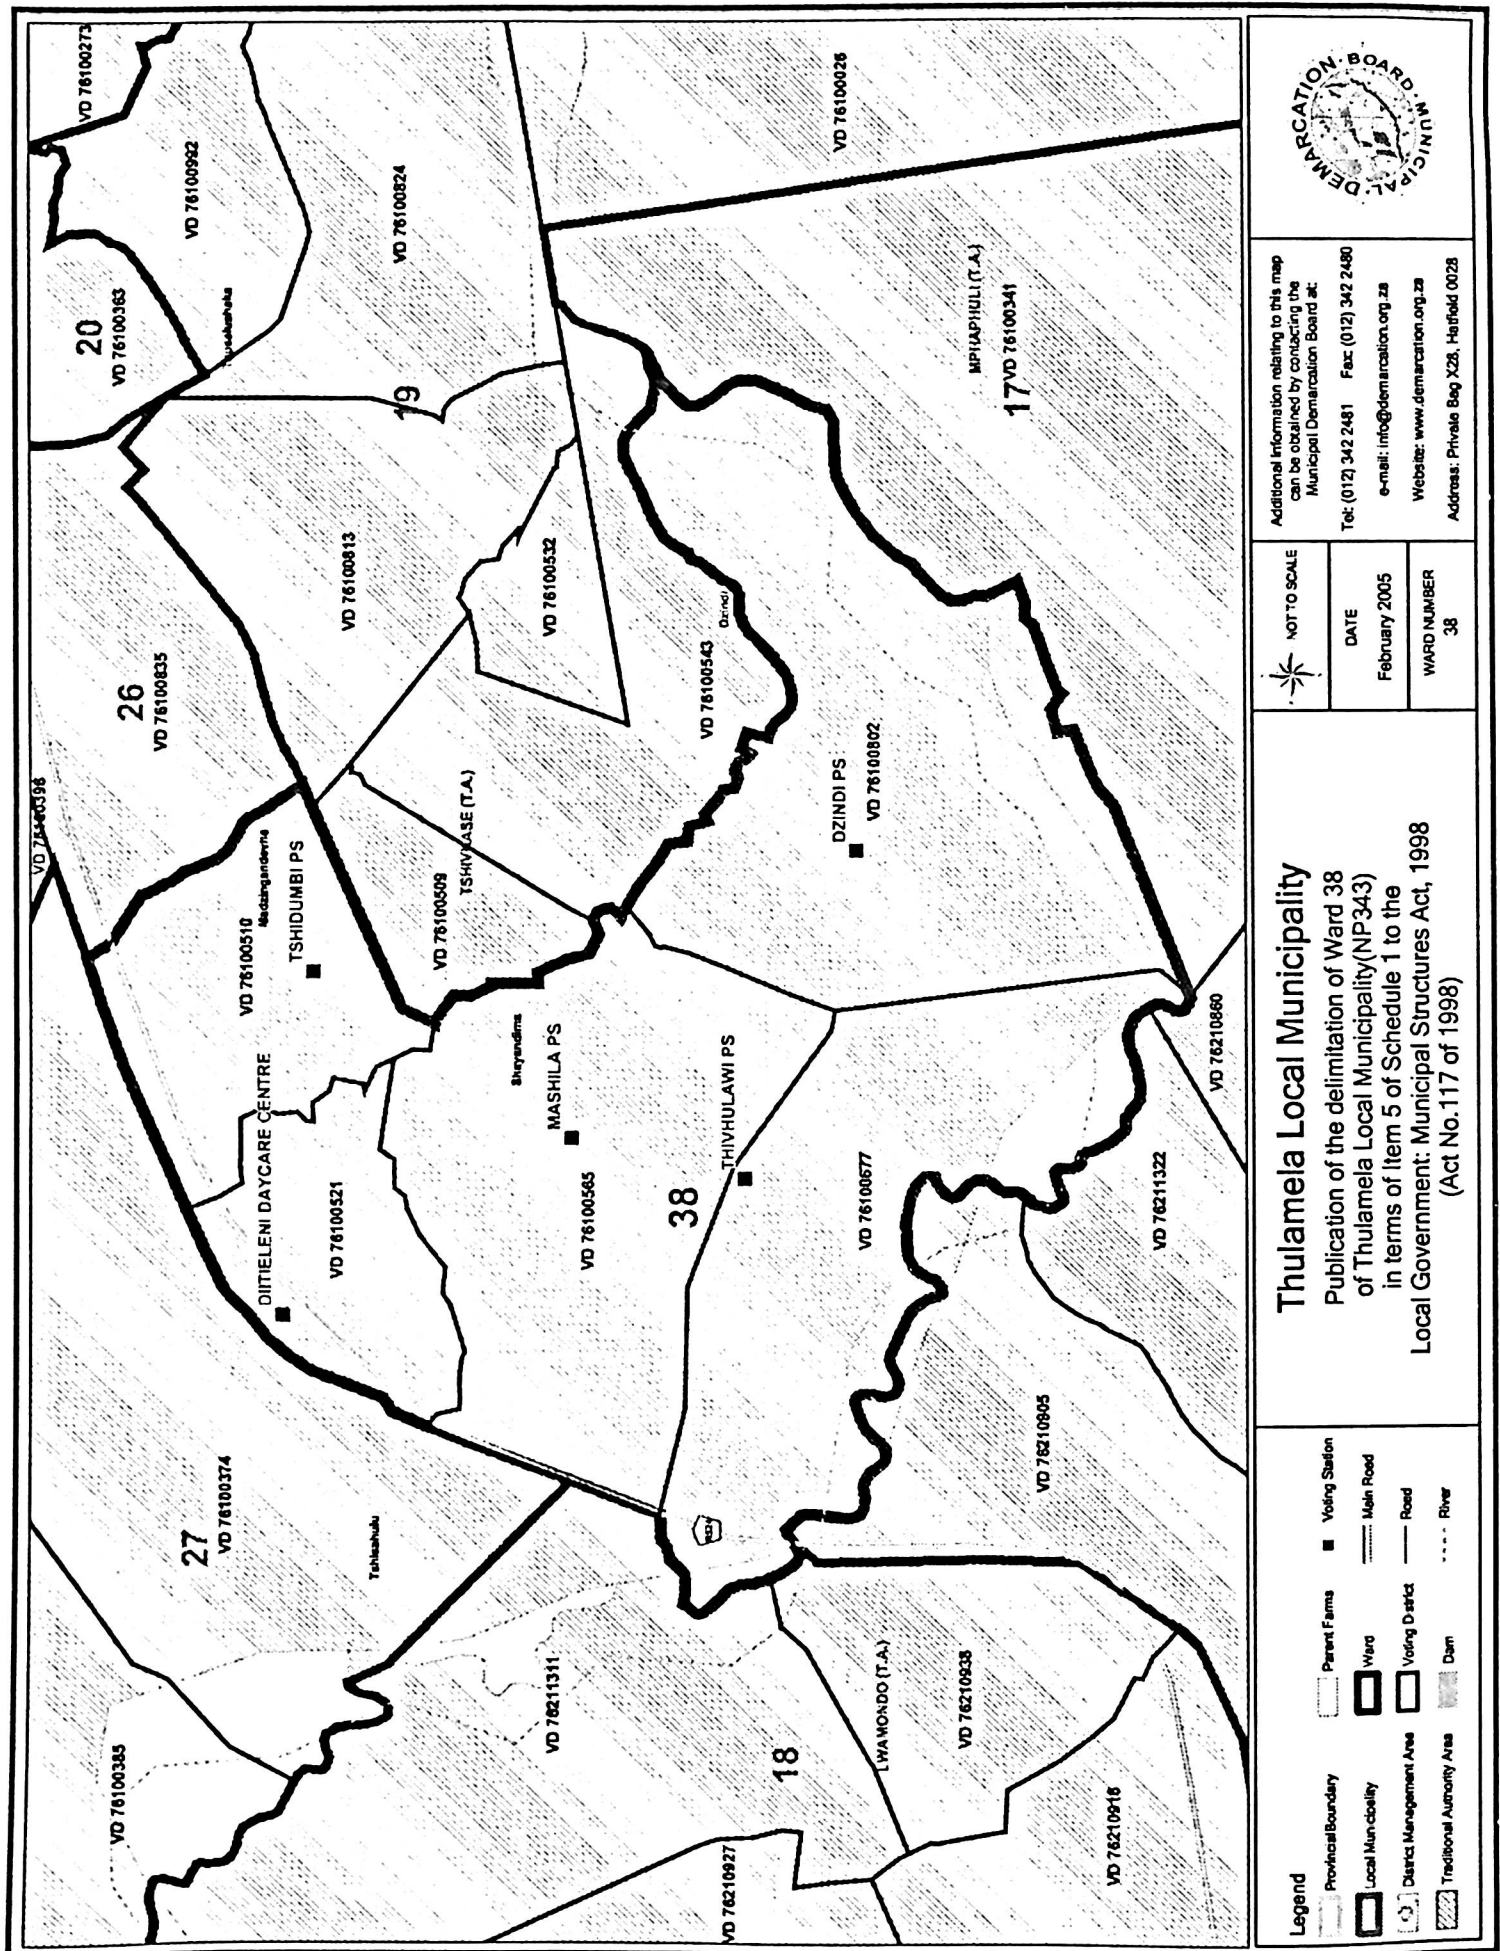 VD 76100385
27
VD 76100374
VD 76100396
26
VD 76100835
20
VD 76100363
VD 76100273
VD 76100992
VD 76100824
19
VD 76100813
VD 76100532
VD 76100510
TSHIDUMBI PS
DIITIELENI DAYCARE CENTRE
VD 76100521
VD 76100509
TSHIVHASE (T.A.)
VD 76100543
Dzindi
VD 76100026
MPHAPHULI (T.A.)
17 VD 76100341
MASHILA PS
VD 76100565
38
THIVHULAWI PS
VD 76100677
DZINDI PS
VD 76100802
R524
VD 76211311
18
LWAMONDO (T.A.)
VD 76210938
VD 76210927
VD 76210916
VD 76210905
VD 76211322
VD 76210860
Legend
Provincial Boundary
Parent Farms
Voting Station
Local Municipality
Ward
Main Road
District Management Area
Voting District
Road
Traditional Authority Area
Dam
River
Thulamela Local Municipality
Publication of the delimitation of Ward 38
of Thulamela Local Municipality(NP343)
in terms of Item 5 of Schedule 1 to the
Local Government: Municipal Structures Act, 1998
(Act No.117 of 1998)
NOT TO SCALE
DATE
February 2005
WARD NUMBER
38
Additional Information relating to this map
can be obtained by contacting the
Municipal Demarcation Board at:
Tel: (012) 342 2481 Fax: (012) 342 2480
e-mail: info@demarcation.org.za
Website: www.demarcation.org.za
Address: Private Bag X28, Hatfield 0028
MUNICIPAL DEMARCATION BOARD